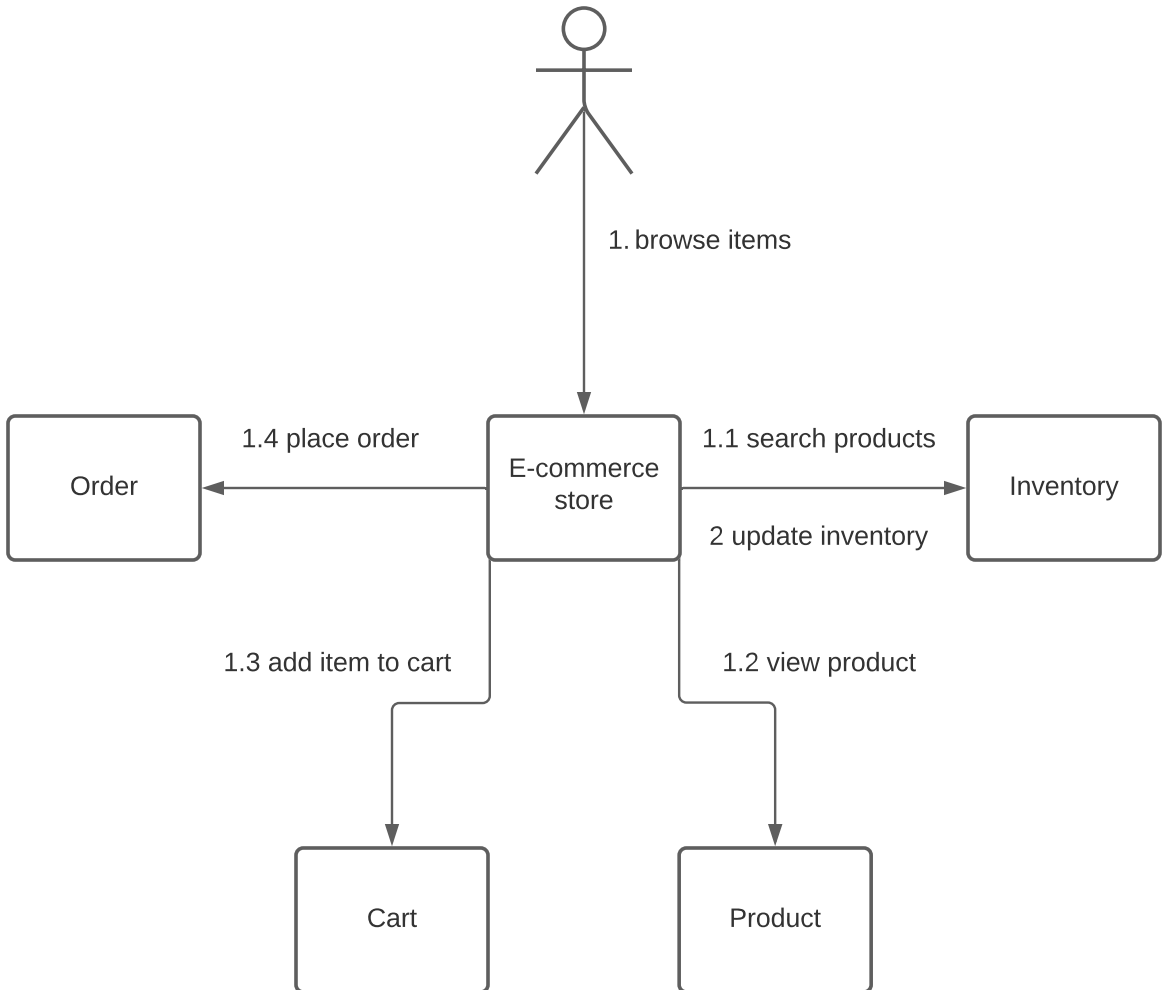 1. browse items
1.4 place order
1.1 search products
Order
E-commerce
store
Inventory
2 update inventory
1.3 add item to cart
1.2 view product
Cart
Product